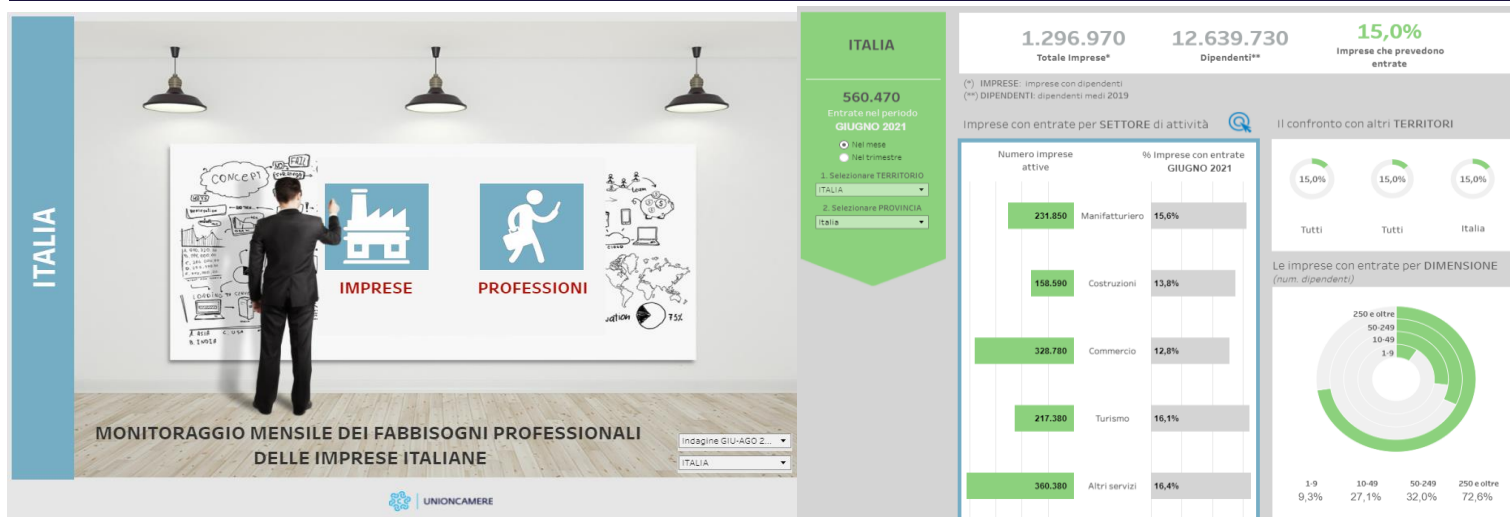 ITALIA
CONCEPT
FAIL
IMPRESE
PROFESSIONI
75%
MONITORAGGIO MENSILE DEI FABBISOGNI PROFESSIONALI
DELLE IMPRESE ITALIANE
Indagine GIU-AGO 2...
ITALIA
UNIONCAMERE
ITALIA
560.470
Entrate nel periodo
GIUGNO 2021
Nel mese
Nel trimestre
1. Selezionare TERRITORIO
ITALIA
2. Selezionare PROVINCIA
Italia
1.296.970
Totale Imprese*
12.639.730
Dipendenti**
15,0%
Imprese che prevedono
entrate
(*) IMPRESE: imprese con dipendenti
(**) DIPENDENTI: dipendenti medi 2019
Imprese con entrate per SETTORE di attività
Numero imprese
attive
% Imprese con entrate
GIUGNO 2021
231.850 Manifatturiero 15,6%
158.590 Costruzioni 13,8%
328.780 Commercio 12,8%
217.380 Turismo 16,1%
360.380 Altri servizi 16,4%
Il confronto con altri TERRITORI
15,0% 15,0% 15,0%
Tutti Tutti Italia
Le imprese con entrate per DIMENSIONE
(num. dipendenti)
250 e oltre
50-249
10-49
1-9
1-9 10-49 50-249 250 e oltre
9,3% 27,1% 32,0% 72,6%